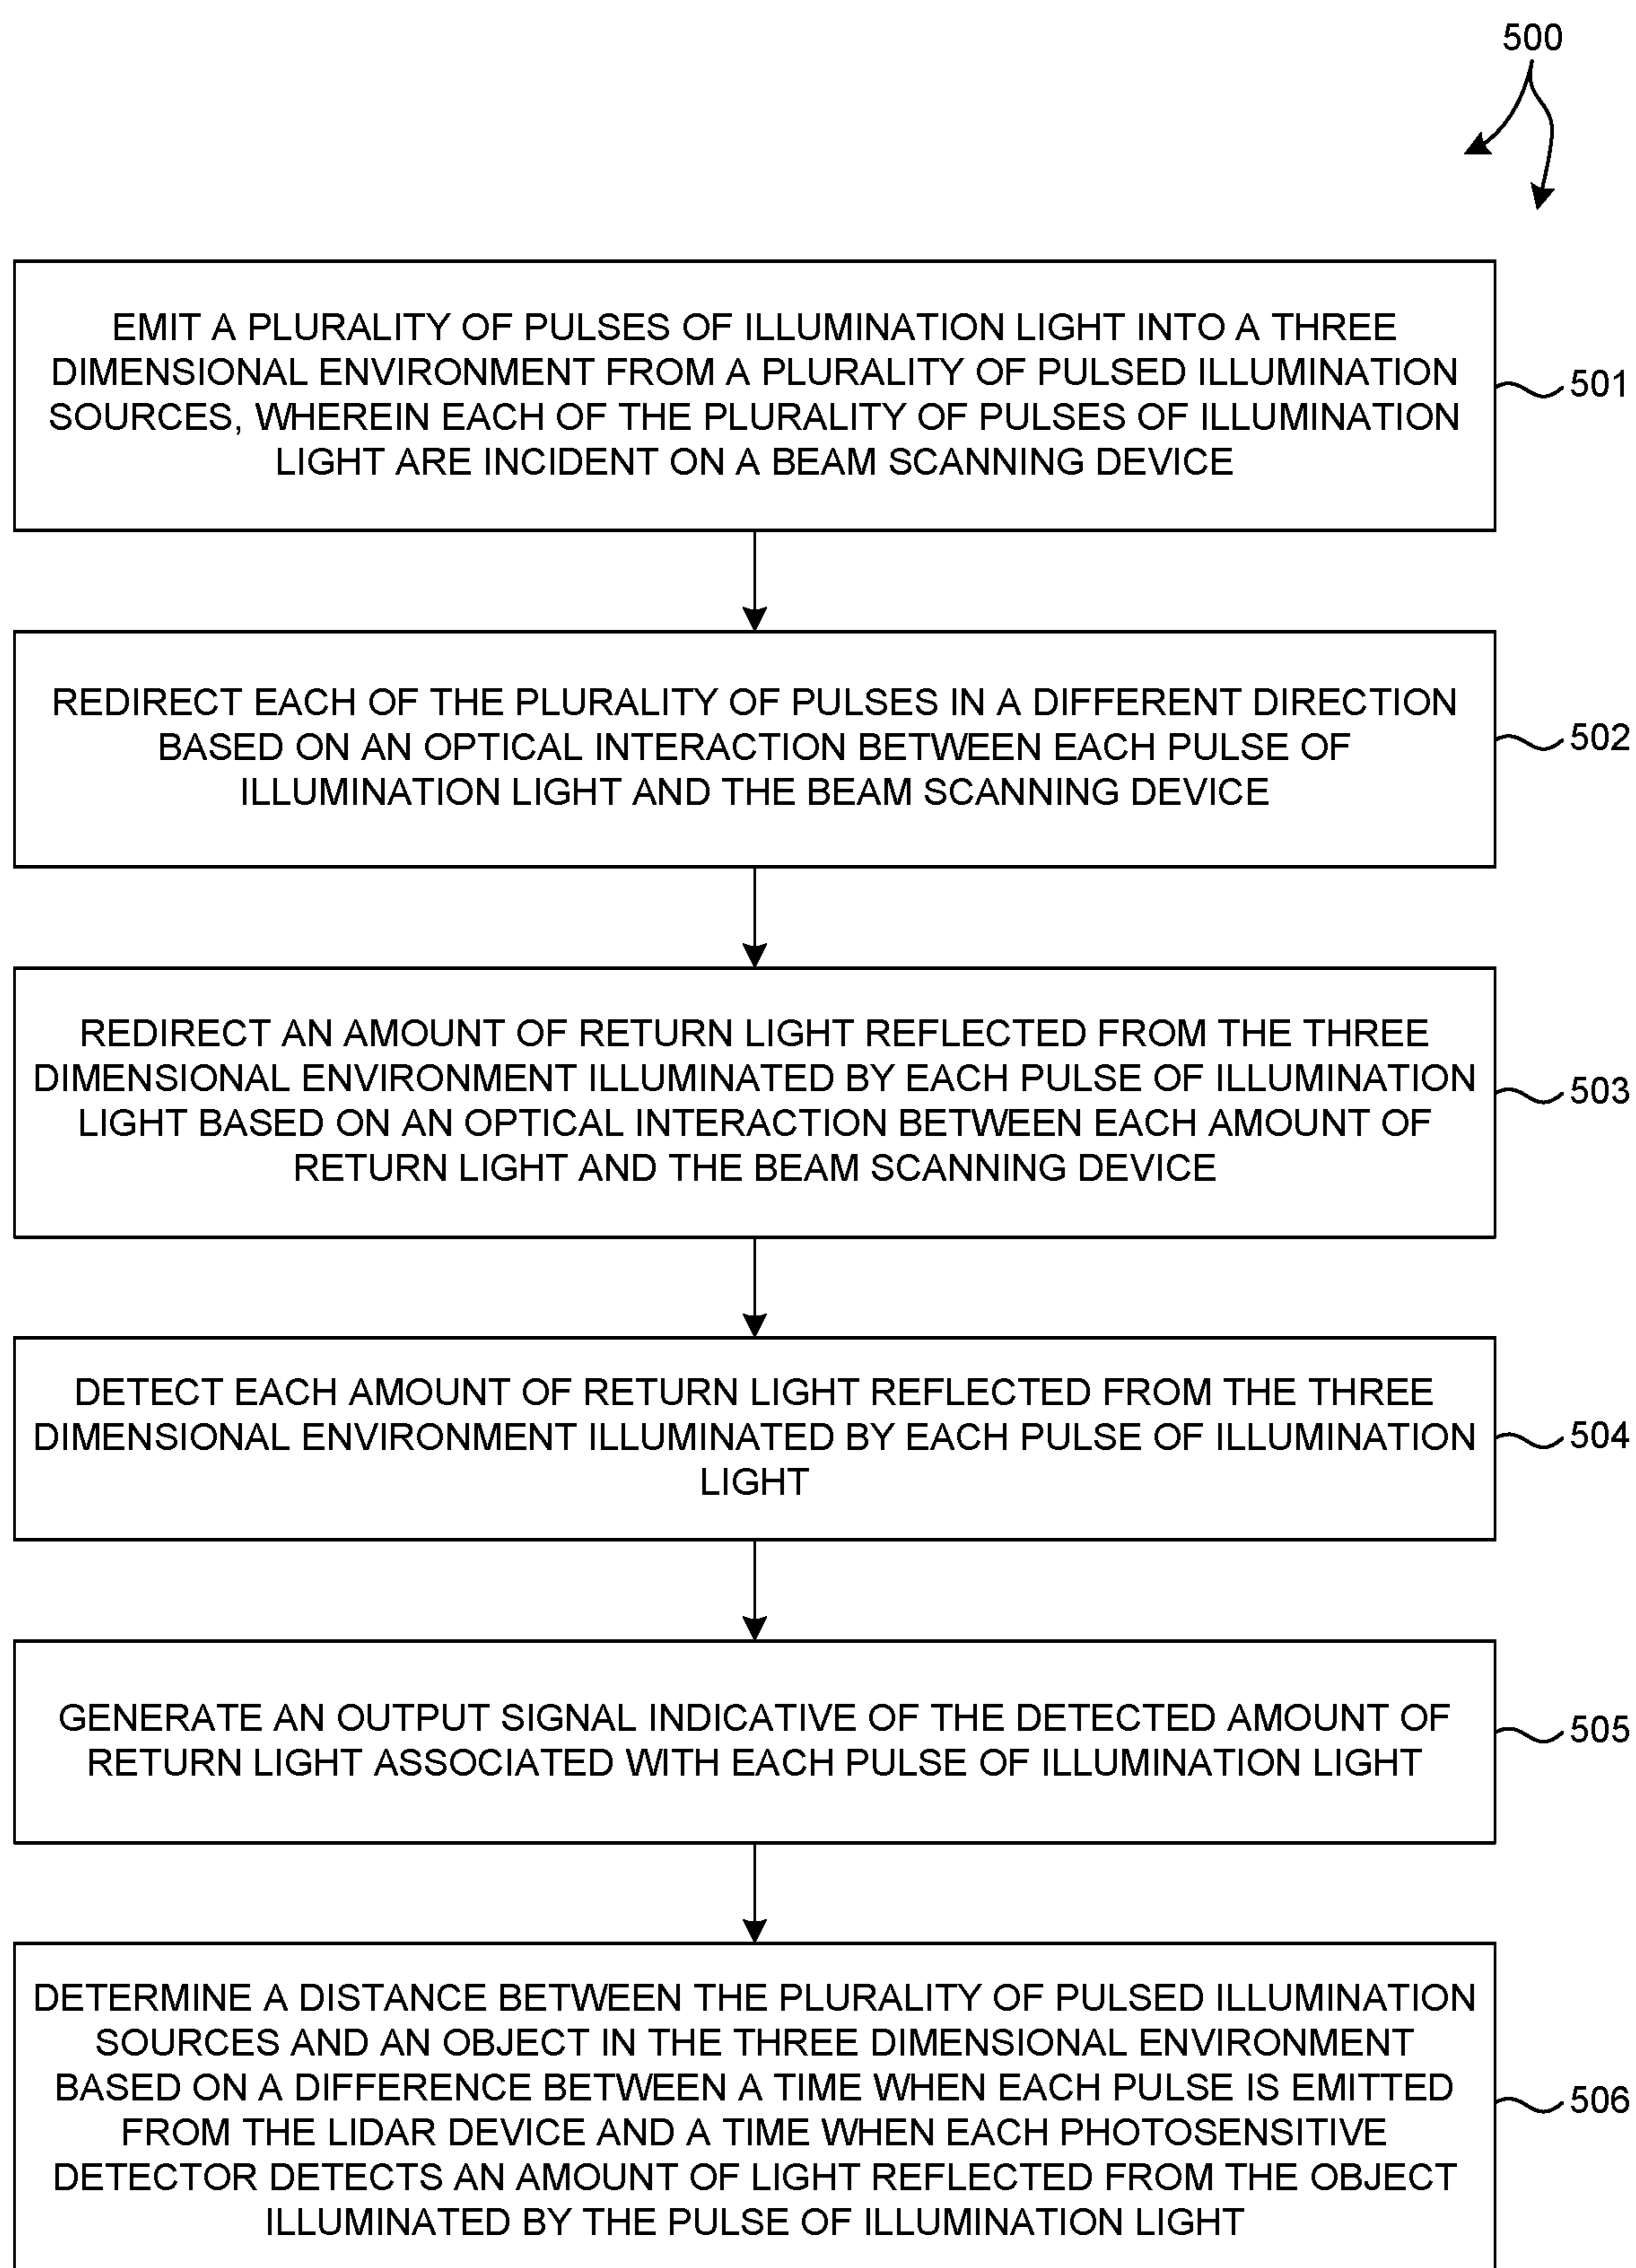 500
EMIT A PLURALITY OF PULSES OF ILLUMINATION LIGHT INTO A THREE
DIMENSIONAL ENVIRONMENT FROM A PLURALITY OF PULSED ILLUMINATION
SOURCES, WHEREIN EACH OF THE PLURALITY OF PULSES OF ILLUMINATION
LIGHT ARE INCIDENT ON A BEAM SCANNING DEVICE
501
REDIRECT EACH OF THE PLURALITY OF PULSES IN A DIFFERENT DIRECTION
BASED ON AN OPTICAL INTERACTION BETWEEN EACH PULSE OF
ILLUMINATION LIGHT AND THE BEAM SCANNING DEVICE
502
REDIRECT AN AMOUNT OF RETURN LIGHT REFLECTED FROM THE THREE
DIMENSIONAL ENVIRONMENT ILLUMINATED BY EACH PULSE OF ILLUMINATION
LIGHT BASED ON AN OPTICAL INTERACTION BETWEEN EACH AMOUNT OF
RETURN LIGHT AND THE BEAM SCANNING DEVICE
503
DETECT EACH AMOUNT OF RETURN LIGHT REFLECTED FROM THE THREE
DIMENSIONAL ENVIRONMENT ILLUMINATED BY EACH PULSE OF ILLUMINATION
LIGHT
504
GENERATE AN OUTPUT SIGNAL INDICATIVE OF THE DETECTED AMOUNT OF
RETURN LIGHT ASSOCIATED WITH EACH PULSE OF ILLUMINATION LIGHT
505
DETERMINE A DISTANCE BETWEEN THE PLURALITY OF PULSED ILLUMINATION
SOURCES AND AN OBJECT IN THE THREE DIMENSIONAL ENVIRONMENT
BASED ON A DIFFERENCE BETWEEN A TIME WHEN EACH PULSE IS EMITTED
FROM THE LIDAR DEVICE AND A TIME WHEN EACH PHOTOSENSITIVE
DETECTOR DETECTS AN AMOUNT OF LIGHT REFLECTED FROM THE OBJECT
ILLUMINATED BY THE PULSE OF ILLUMINATION LIGHT
506